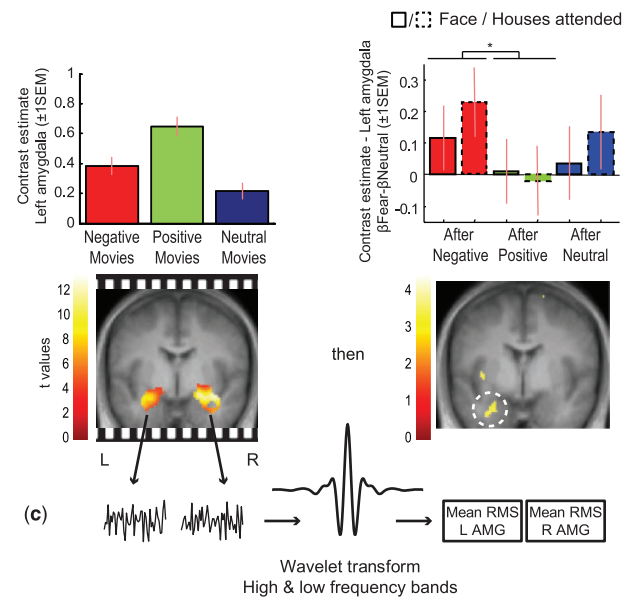 Face / Houses attended
Contrast estimate
Left amygdala (±1SEM)
1
0.8
0.6
0.4
0.2
0
Negative Movies
Positive Movies
Neutral Movies
Contrast estimate - Left amygdala
βFear-βNeutral (±1SEM)
*
0.3
0.2
0.1
0
-0.1
After Negative
After Positive
After Neutral
t values
12
10
8
6
4
2
0
L
R
then
4
3
2
1
0
(c)
Wavelet transform
High & low frequency bands
Mean RMS
L AMG
Mean RMS
R AMG